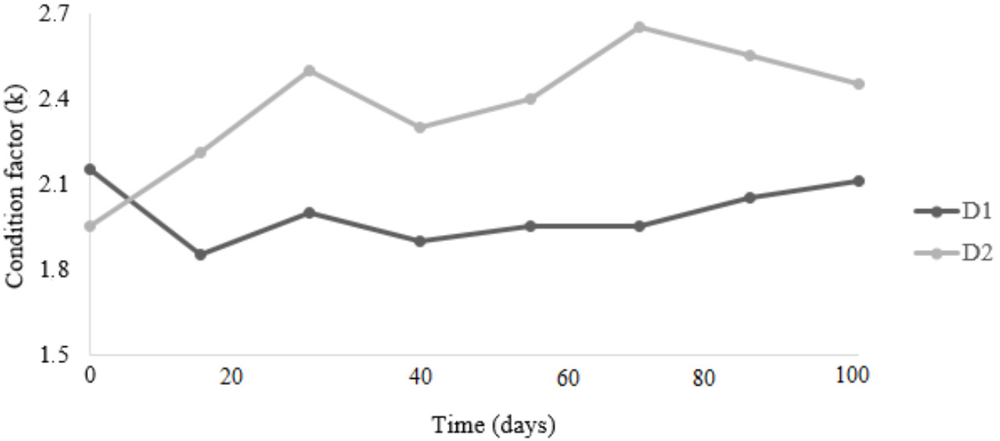 2.7
2.4
2.1
1.8
1.5
Condition factor (k)
0 20 40 60 80 100
Time (days)
D1
D2